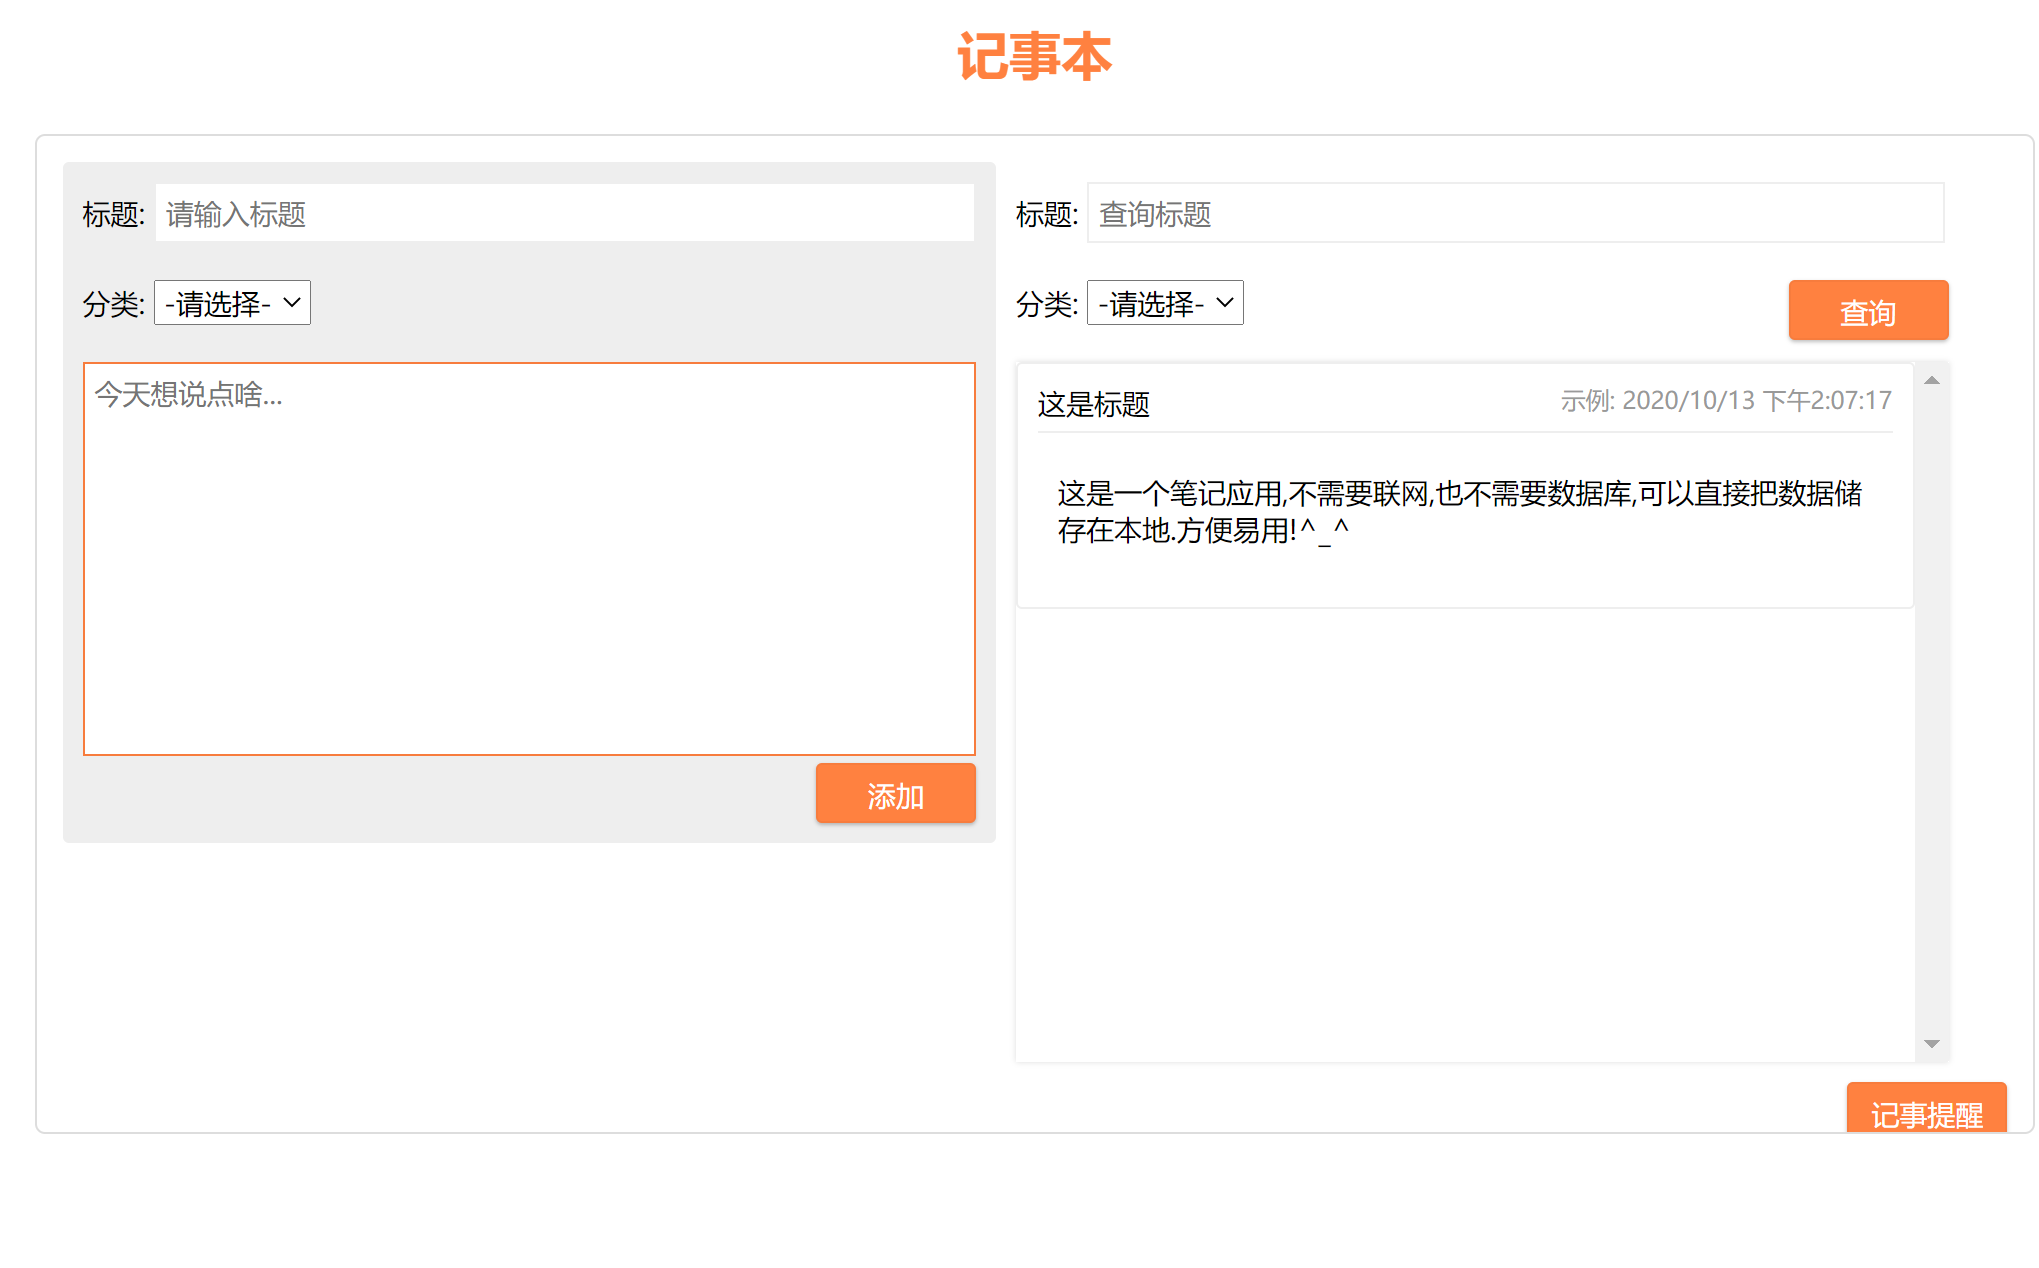 记事本
标题: 请输入标题
分类: -请选择-
今天想说点啥...
添加
标题: 查询标题
分类: -请选择-
查询
这是标题
示例: 2020/10/13 下午2:07:17
这是一个笔记应用,不需要联网,也不需要数据库,可以直接把数据储
存在本地.方便易用!^_^
记事提醒